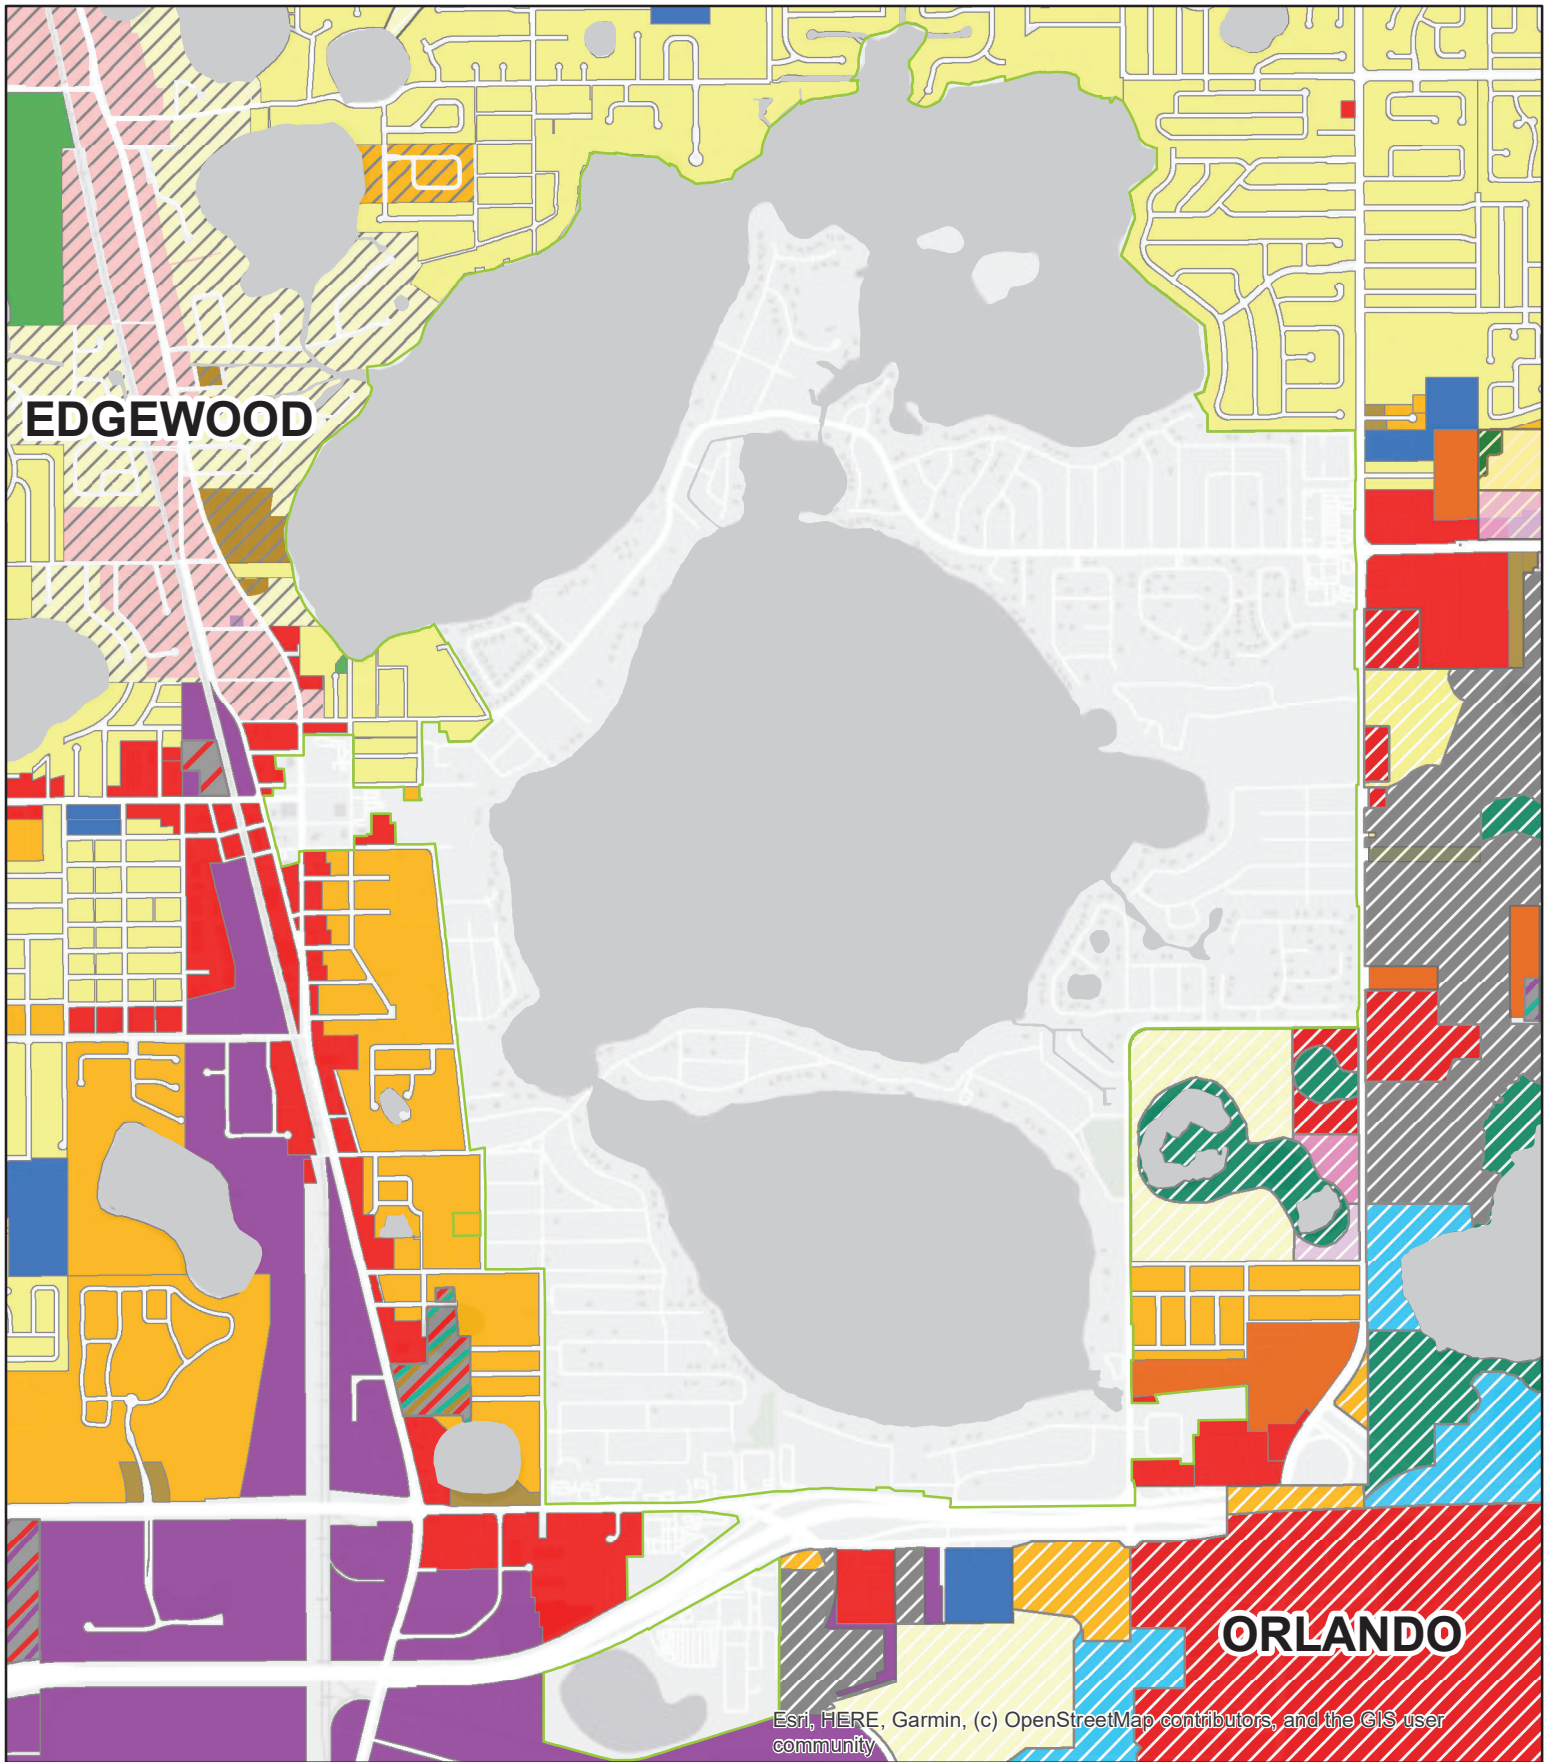 EDGEWOOD
ORLANDO
Esri, HERE, Garmin, (c) OpenStreetMap contributors, and the GIS user
community